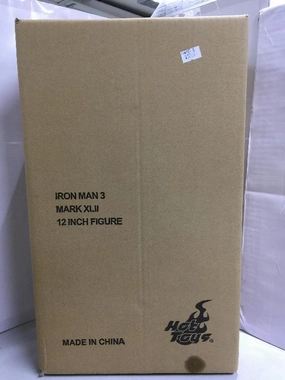 IRON MAN 3
MARK XLII
12 INCH FIGURE
Hot
Toys
MADE IN CHINA